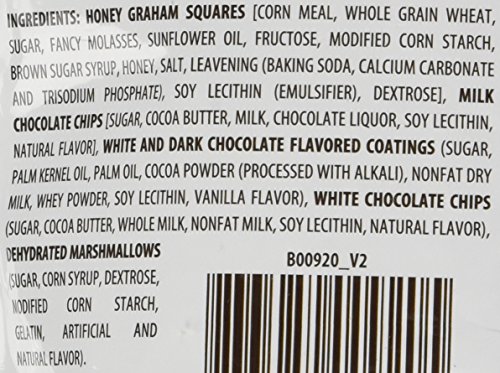 INGREDIENTS: HONEY GRAHAM SQUARES [CORN MEAL, WHOLE GRAIN WHEAT,
SUGAR, FANCY MOLASSES, SUNFLOWER OIL, FRUCTOSE, MODIFIED CORN STARCH,
BROWN SUGAR SYRUP, HONEY, SALT, LEAVENING (BAKING SODA, CALCIUM CARBONATE
AND TRISODIUM PHOSPHATE), SOY LECITHIN (EMULSIFIER), DEXTROSE], MILK
CHOCOLATE CHIPS [SUGAR, COCOA BUTTER, MILK, CHOCOLATE LIQUOR, SOY LECITHIN,
NATURAL FLAVOR], WHITE AND DARK CHOCOLATE FLAVORED COATINGS (SUGAR,
PALM KERNEL OIL, PALM OIL, COCOA POWDER (PROCESSED WITH ALKALI), NONFAT DRY
MILK, WHEY POWDER, SOY LECITHIN, VANILLA FLAVOR), WHITE CHOCOLATE CHIPS
(SUGAR, COCOA BUTTER, WHOLE MILK, NONFAT MILK, SOY LECITHIN, NATURAL FLAVOR),
DEHYDRATED MARSHMALLOWS
(SUGAR, CORN SYRUP, DEXTROSE,
MODIFIED CORN STARCH,
GELATIN, ARTIFICIAL AND
NATURAL FLAVOR).
B00920_V2